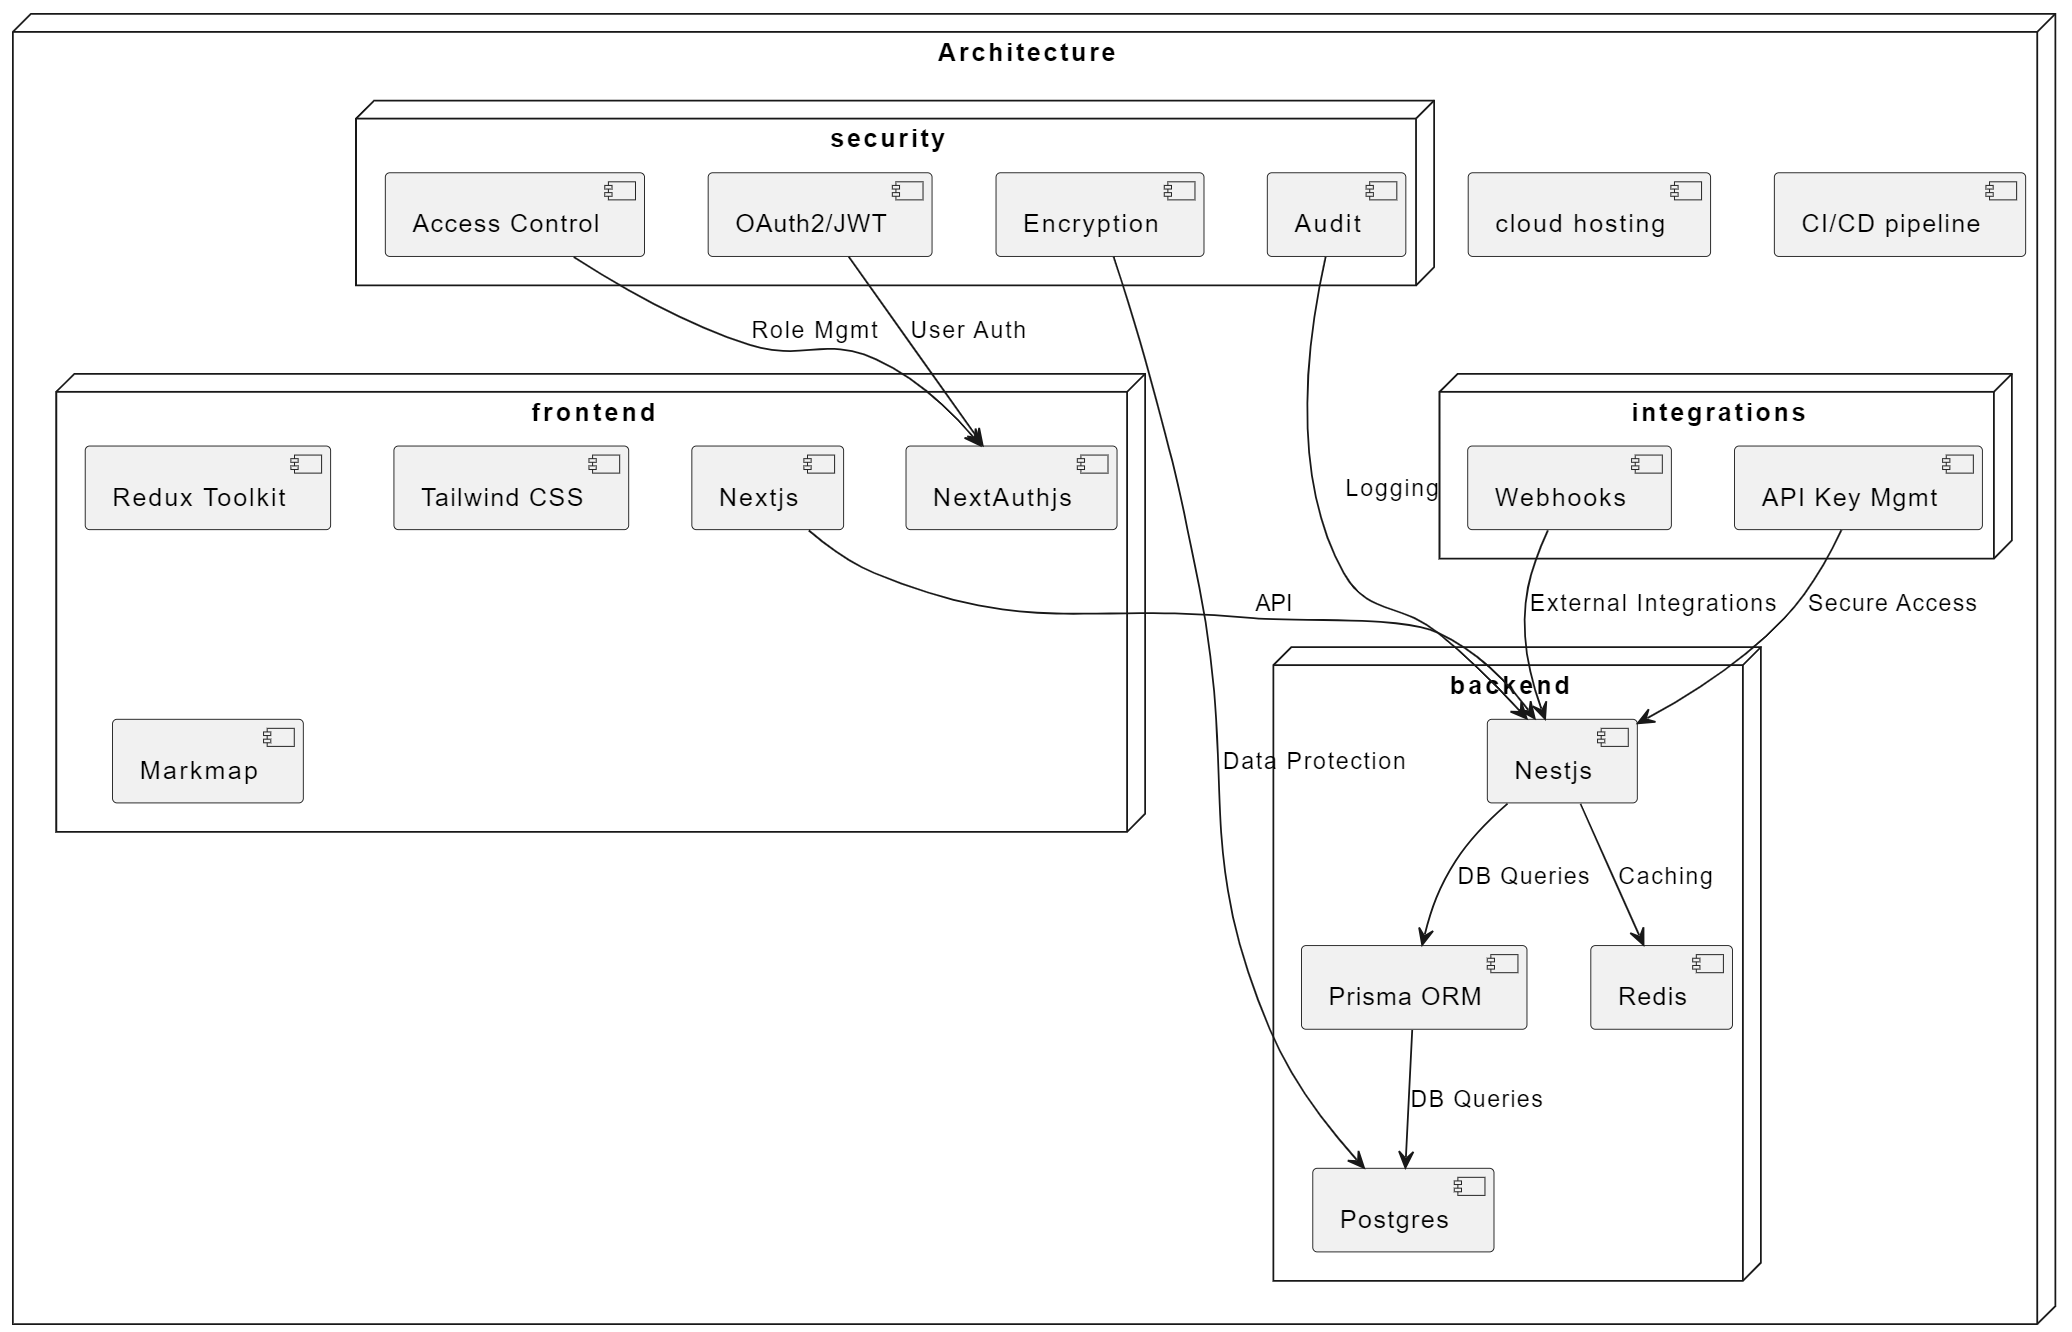 Architecture
security
Access Control
OAuth2/JWT
Encryption
Audit
cloud hosting
CI/CD pipeline
Role Mgmt
User Auth
frontend
integrations
Redux Toolkit
Tailwind CSS
Nextjs
NextAuthjs
Logging
Webhooks
API Key Mgmt
API
External Integrations
Secure Access
backend
Markmap
Data Protection
Nestjs
DB Queries
Caching
Prisma ORM
Redis
DB Queries
Postgres